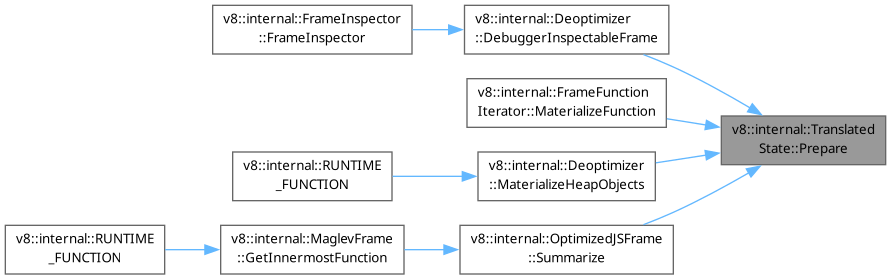 v8::internal::FrameInspector
::FrameInspector
v8::internal::Deoptimizer
::DebuggerInspectableFrame
v8::internal::FrameFunction
Iterator::MaterializeFunction
v8::internal::Translated
State::Prepare
v8::internal::RUNTIME
_FUNCTION
v8::internal::Deoptimizer
::MaterializeHeapObjects
v8::internal::RUNTIME
_FUNCTION
v8::internal::MaglevFrame
::GetInnermostFunction
v8::internal::OptimizedJSFrame
::Summarize